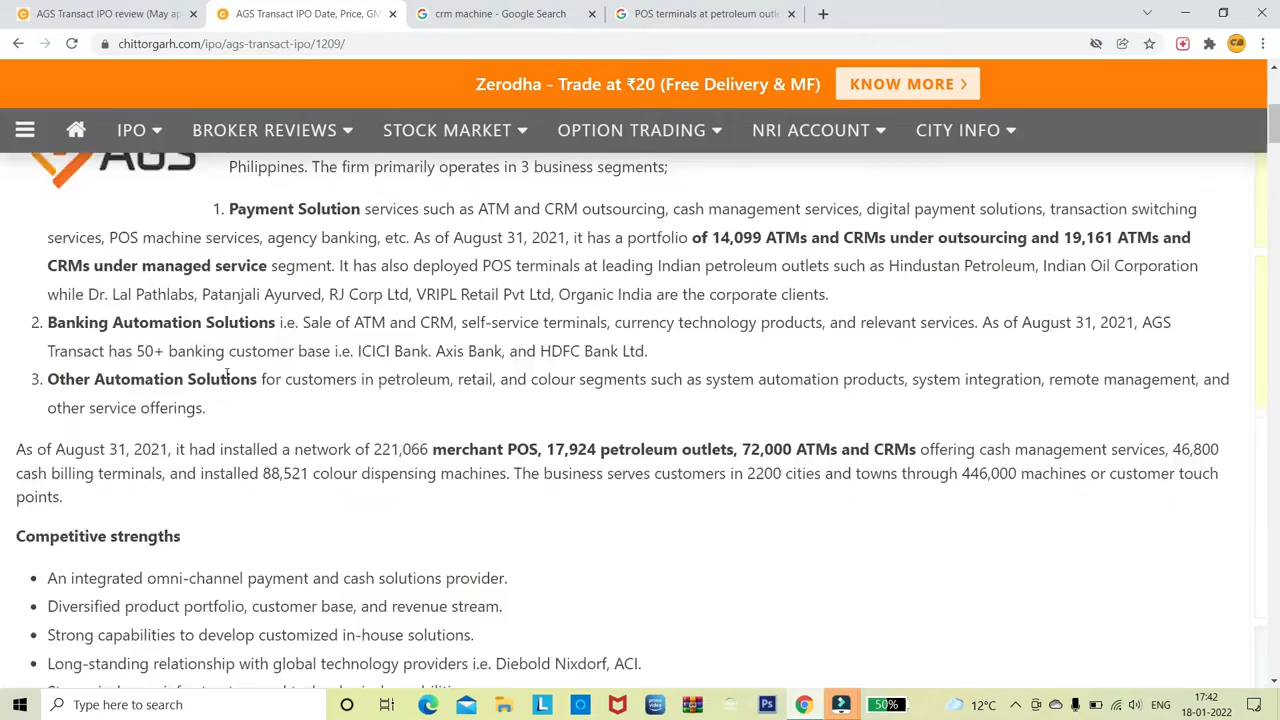 AGS Transact IPO review (May ap
AGS Transact IPO Date, Price, GM
crm machine - Google Search
POS terminals at petroleum outl
chittorgarh.com/ipo/ags-transact-ipo/1209/
Zerodha - Trade at ₹20 (Free Delivery & MF)
KNOW MORE
IPO
BROKER REVIEWS
STOCK MARKET
OPTION TRADING
NRI ACCOUNT
CITY INFO
AGS
Philippines. The firm primarily operates in 3 business segments;
1. Payment Solution services such as ATM and CRM outsourcing, cash management services, digital payment solutions, transaction switching
services, POS machine services, agency banking, etc. As of August 31, 2021, it has a portfolio of 14,099 ATMs and CRMs under outsourcing and 19,161 ATMs and
CRMs under managed service segment. It has also deployed POS terminals at leading Indian petroleum outlets such as Hindustan Petroleum, Indian Oil Corporation
while Dr. Lal Pathlabs, Patanjali Ayurved, RJ Corp Ltd, VRIPL Retail Pvt Ltd, Organic India are the corporate clients.
2. Banking Automation Solutions i.e. Sale of ATM and CRM, self-service terminals, currency technology products, and relevant services. As of August 31, 2021, AGS
Transact has 50+ banking customer base i.e. ICICI Bank. Axis Bank, and HDFC Bank Ltd.
3. Other Automation Solutions for customers in petroleum, retail, and colour segments such as system automation products, system integration, remote management, and
other service offerings.
As of August 31, 2021, it had installed a network of 221,066 merchant POS, 17,924 petroleum outlets, 72,000 ATMs and CRMs offering cash management services, 46,800
cash billing terminals, and installed 88,521 colour dispensing machines. The business serves customers in 2200 cities and towns through 446,000 machines or customer touch
points.
Competitive strengths
• An integrated omni-channel payment and cash solutions provider.
• Diversified product portfolio, customer base, and revenue stream.
• Strong capabilities to develop customized in-house solutions.
• Long-standing relationship with global technology providers i.e. Diebold Nixdorf, ACI.
Type here to search
50%
12°C
ENG
17:42
18-01-2022